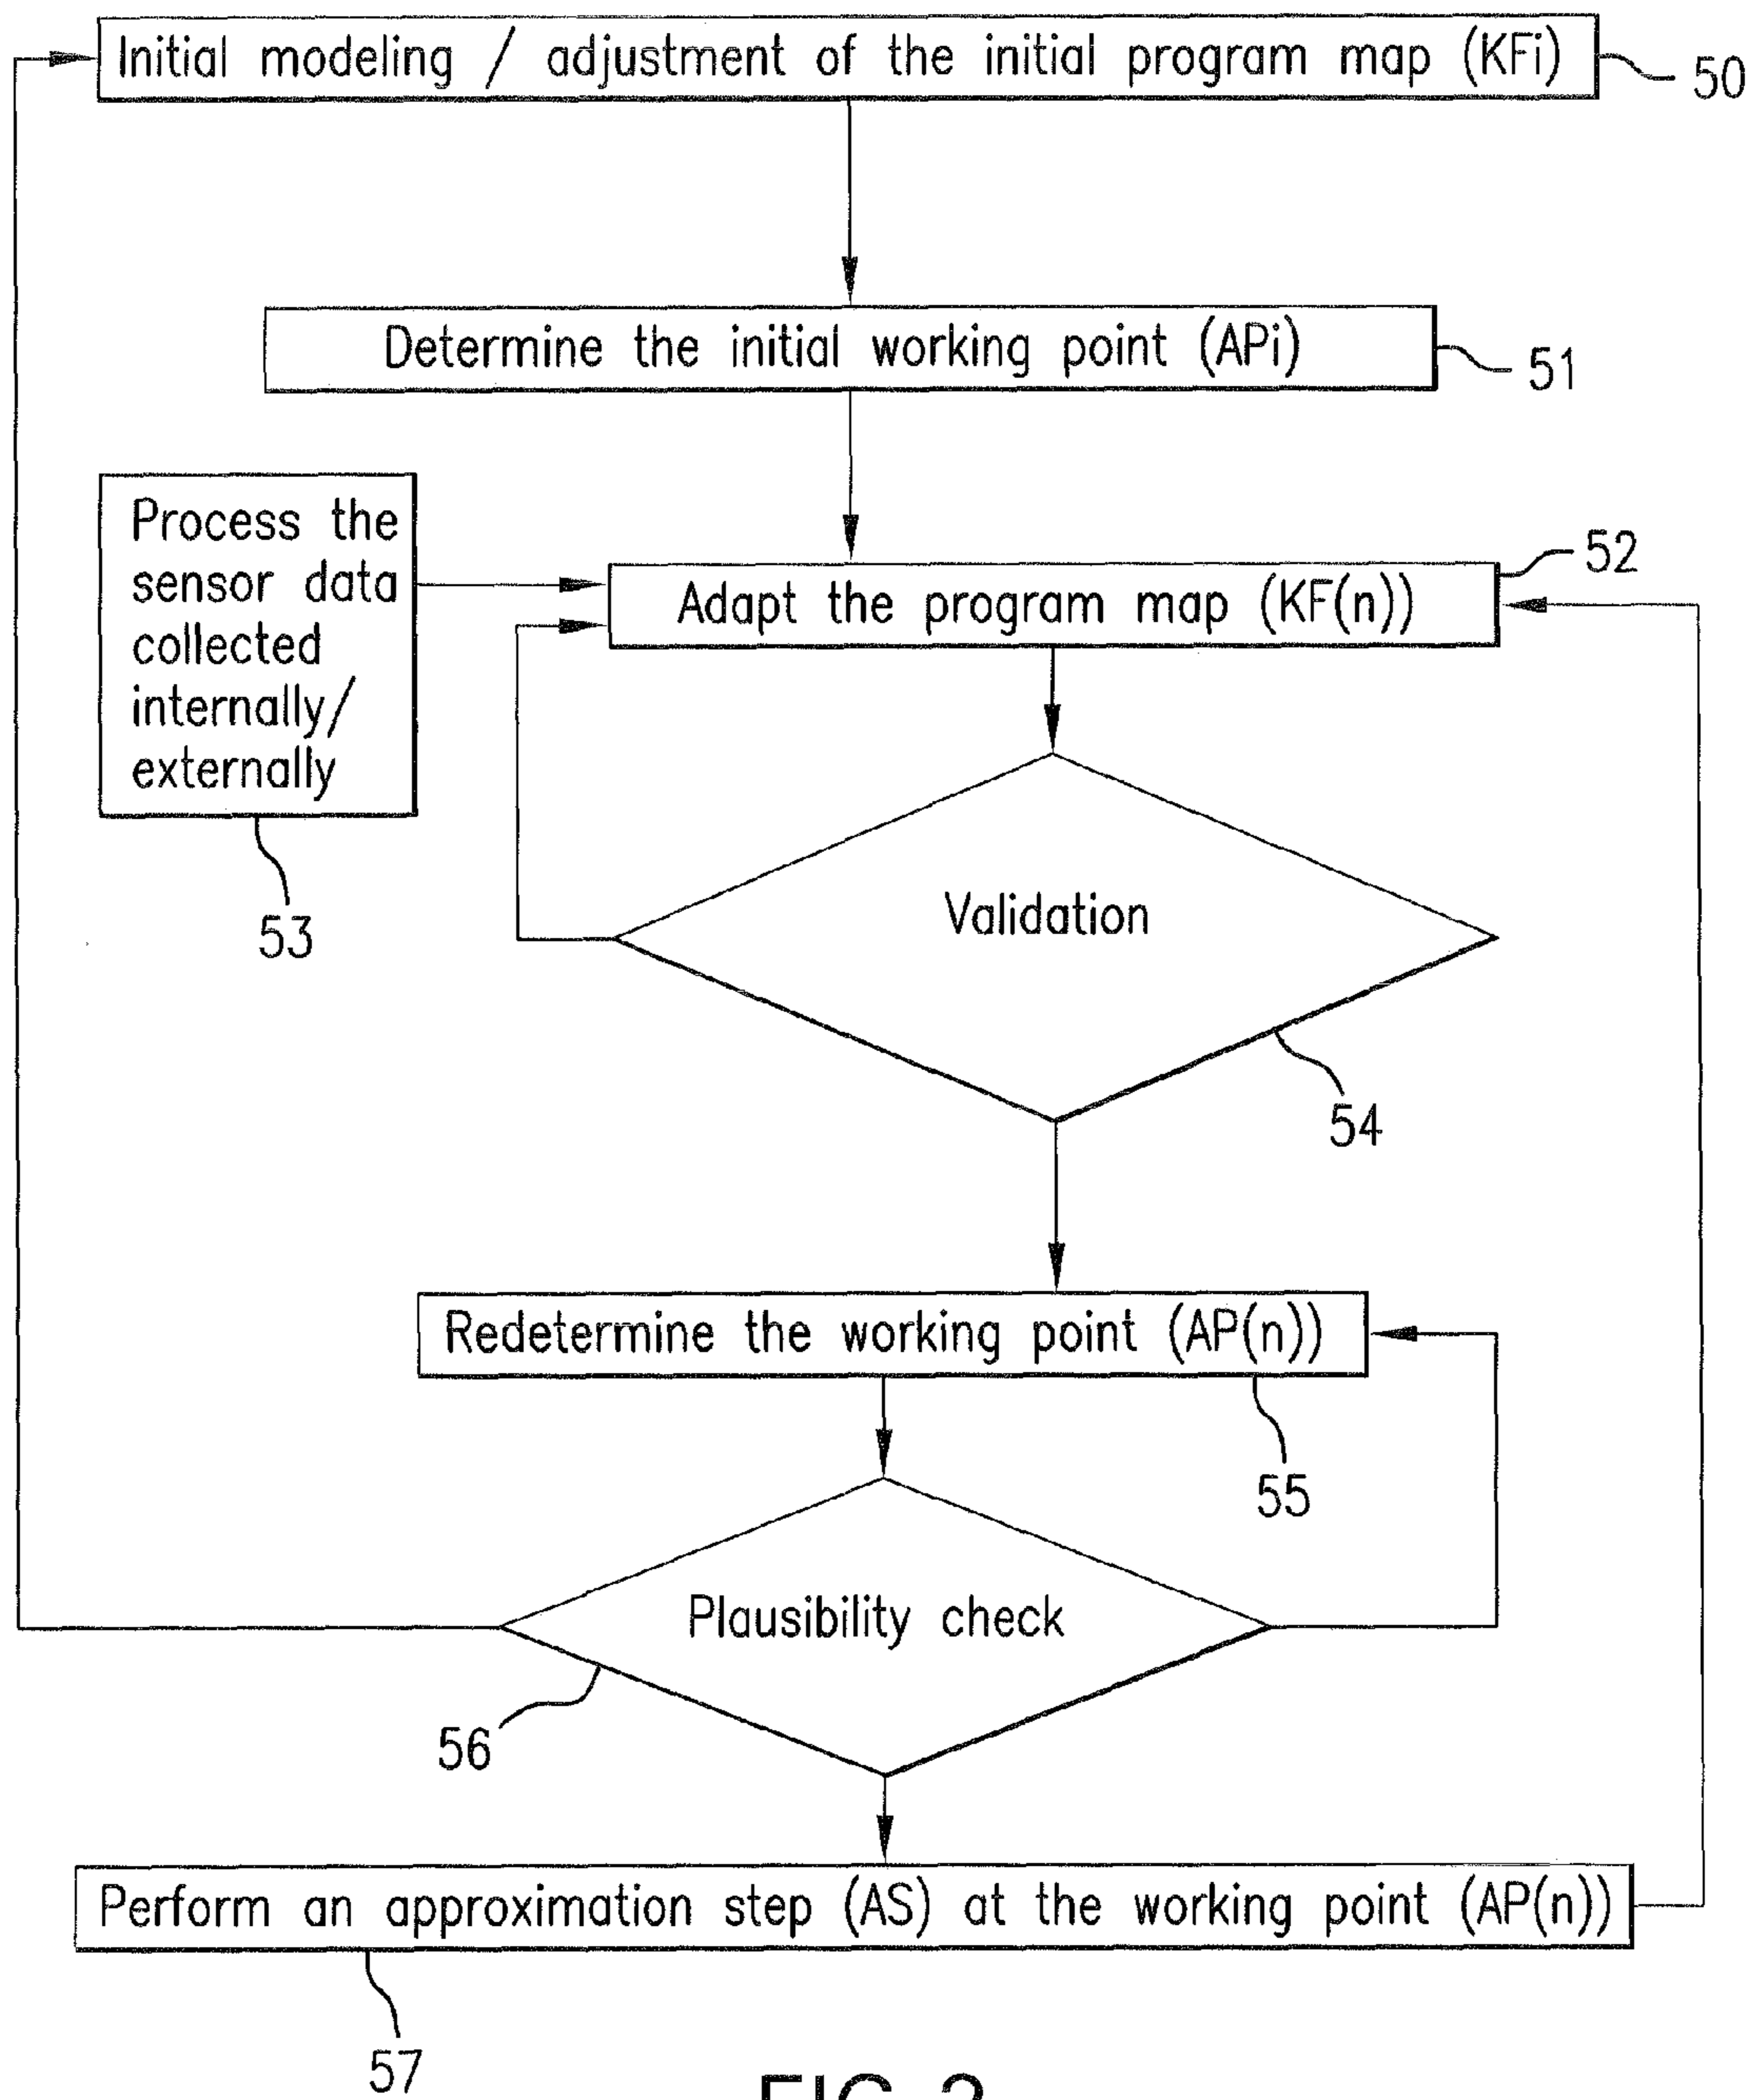 Initial modeling / adjustment of the initial program map (KFi)
50
Determine the initial working point (APi)
51
Process the
sensor data
collected
internally/
externally
53
52
Adapt the program map (KF(n))
Validation
54
Redetermine the working point (AP(n))
55
Plausibility check
56
Perform an approximation step (AS) at the working point (AP(n))
57